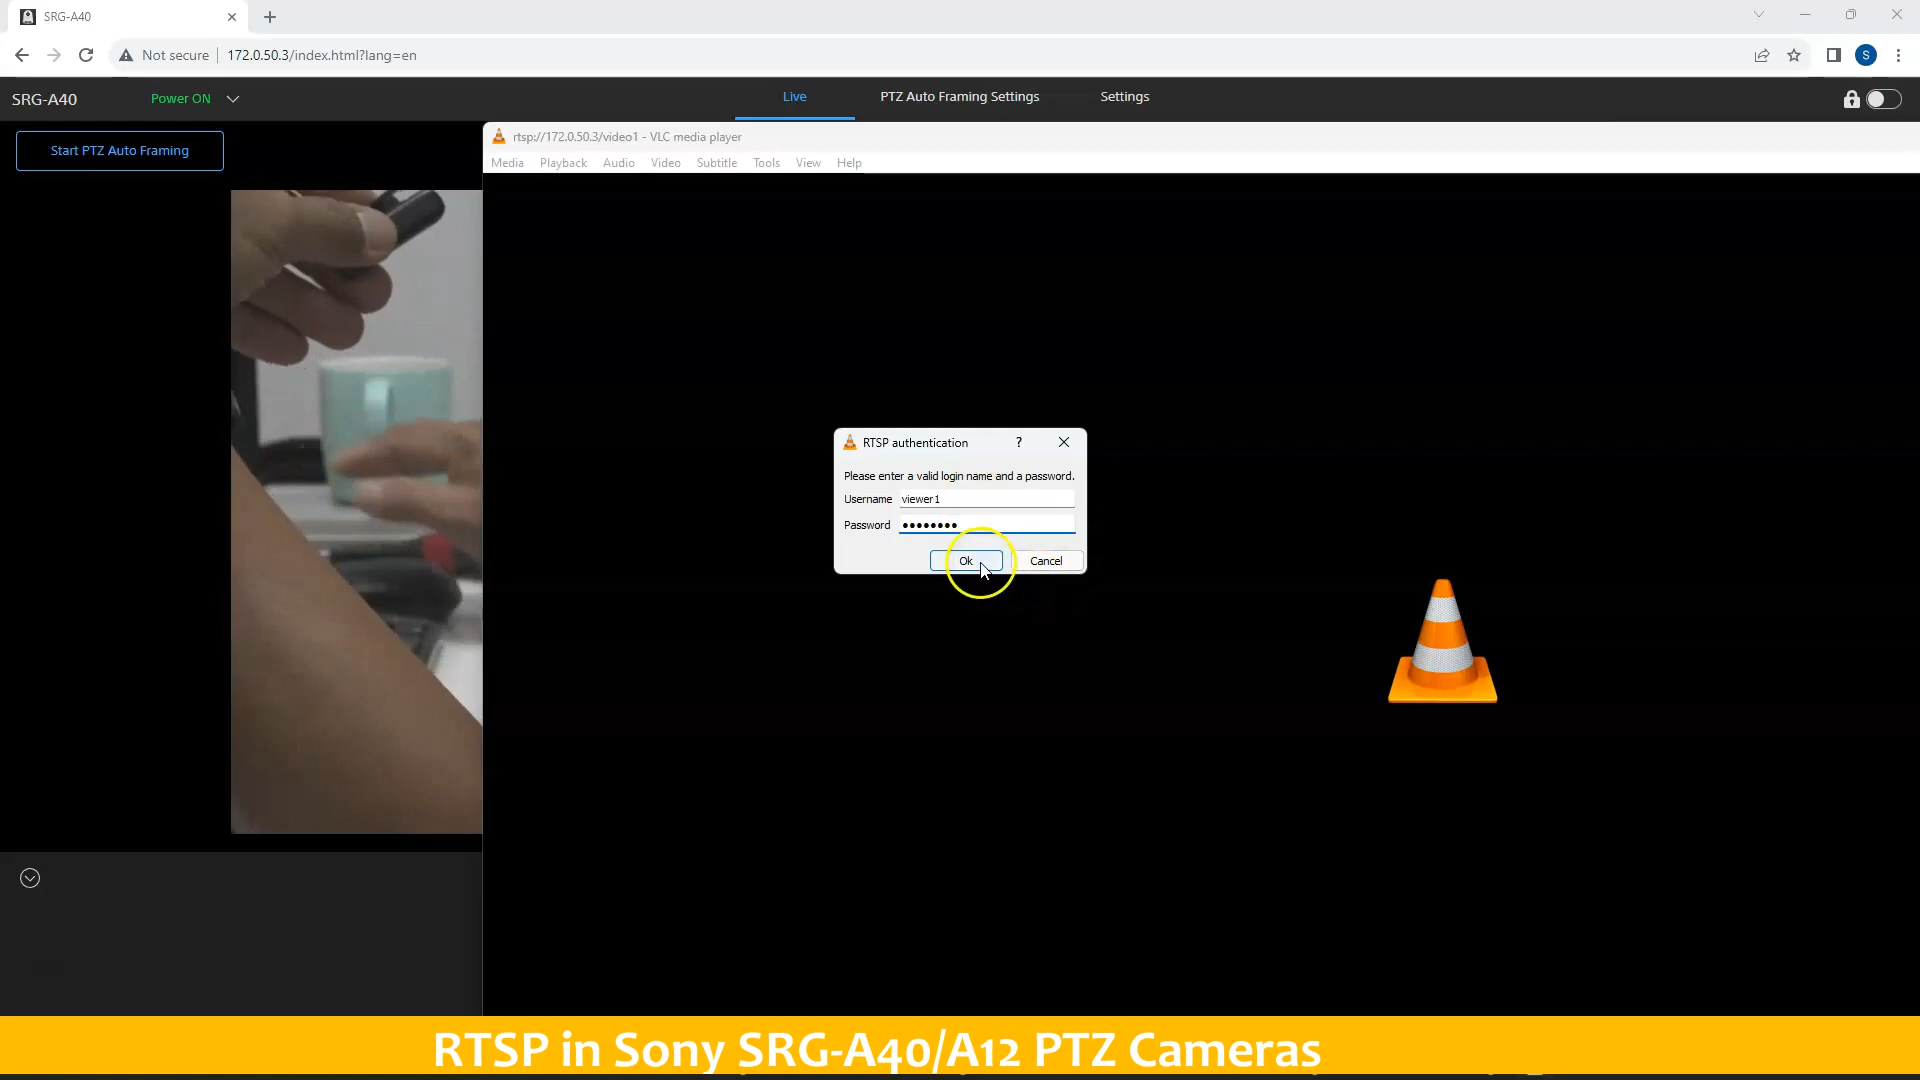 SRG-A40
Not secure
172.0.50.3/index.html?lang=en
S
SRG-A40
Power ON
Live
PTZ Auto Framing Settings
Settings
Start PTZ Auto Framing
rtsp://172.0.50.3/video1 - VLC media player
Media Playback Audio Video Subtitle Tools View Help
RTSP authentication
?
Please enter a valid login name and a password.
Username viewer1
Password ●●●●●●●●
Ok
Cancel
RTSP in Sony SRG-A40/A12 PTZ Cameras